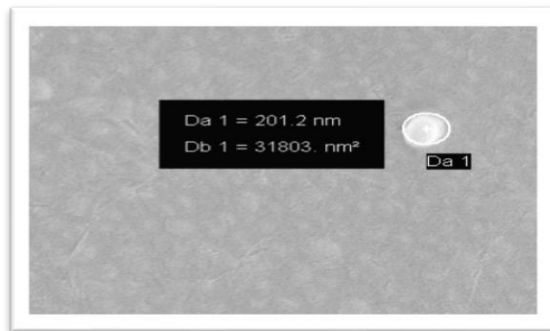 Da 1 = 201.2 nm
Db 1 = 31803. nm²
Da 1